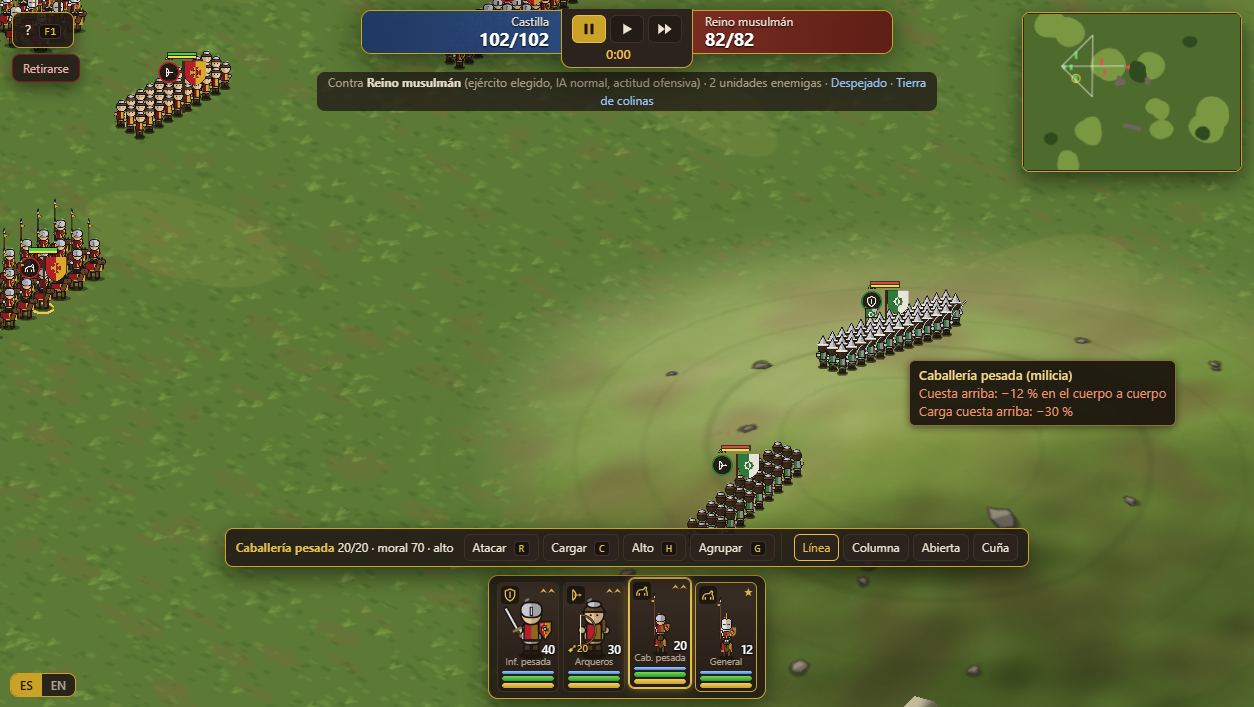 ? F1
Retirarse
Castilla
102/102
0:00
Reino musulmán
82/82
Contra Reino musulmán (ejército elegido, IA normal, actitud ofensiva) · 2 unidades enemigas · Despejado · Tierra
de colinas
Caballería pesada (milicia)
Cuesta arriba: −12 % en el cuerpo a cuerpo
Carga cuesta arriba: −30 %
Caballería pesada 20/20 · moral 70 · alto
Atacar R
Cargar C
Alto H
Agrupar G
Línea
Columna
Abierta
Cuña
40
Inf. pesada
20 30
Arqueros
20
Cab. pesada
12
General
ES EN